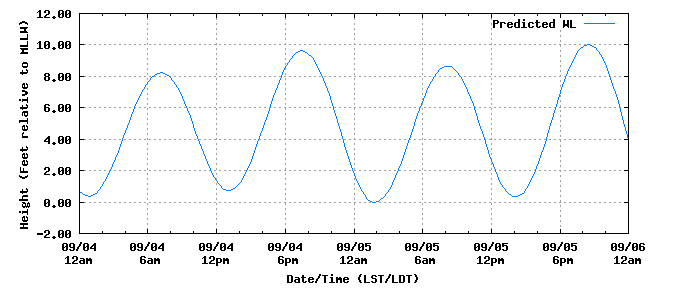 12.00
10.00
8.00
6.00
4.00
2.00
0.00
-2.00
Height (Feet relative to MLLW)
Predicted WL
09/04 09/04 09/04 09/04 09/05 09/05 09/05 09/05 09/06
12am 6am 12pm 6pm 12am 6am 12pm 6pm 12am
Date/Time (LST/LDT)